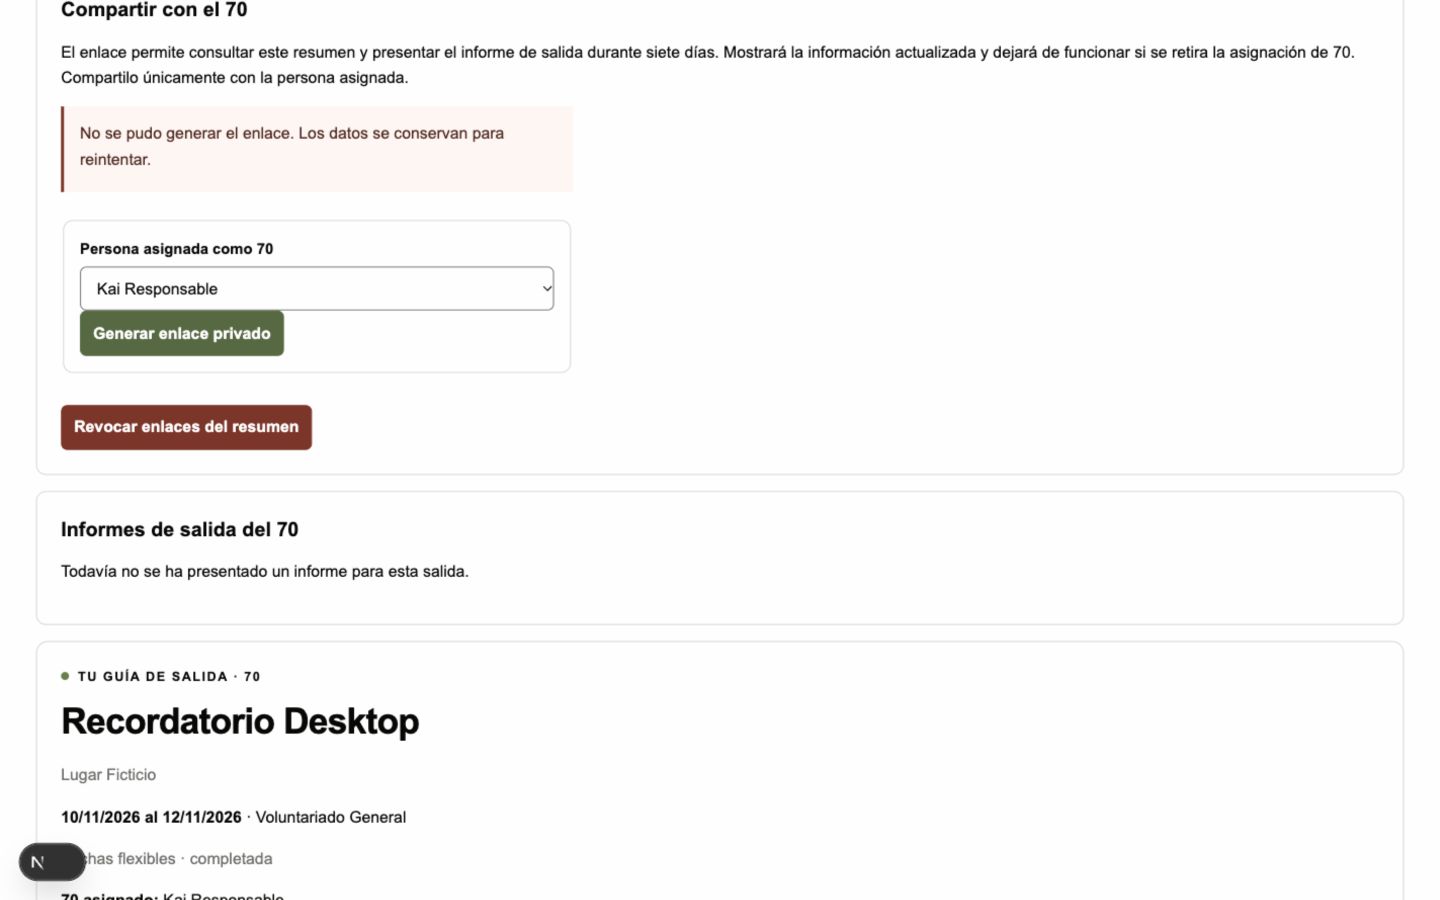 Compartir con el 70
El enlace permite consultar este resumen y presentar el informe de salida durante siete días. Mostrará la información actualizada y dejará de funcionar si se retira la asignación de 70.
Compartilo únicamente con la persona asignada.
No se pudo generar el enlace. Los datos se conservan para
reintentar.
Persona asignada como 70
Kai Responsable
Generar enlace privado
Revocar enlaces del resumen
Informes de salida del 70
Todavía no se ha presentado un informe para esta salida.
TU GUÍA DE SALIDA · 70
Recordatorio Desktop
Lugar Ficticio
10/11/2026 al 12/11/2026 · Voluntariado General
flexibles · completada
N
70 asignado: Kai Responsable